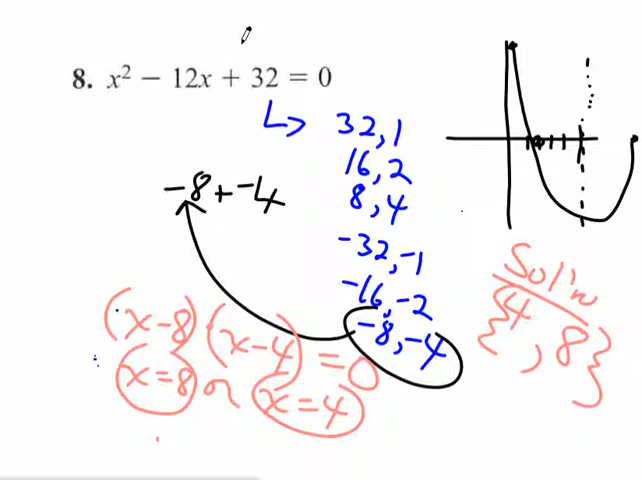 8. x² − 12x + 32 = 0
32, 1
16, 2
8, 4
-32, -1
-16, -2
-8, -4
-8 + -4
(x-8)(x-4) = 0
x=8 or x=4
Sol'n
{4, 8}